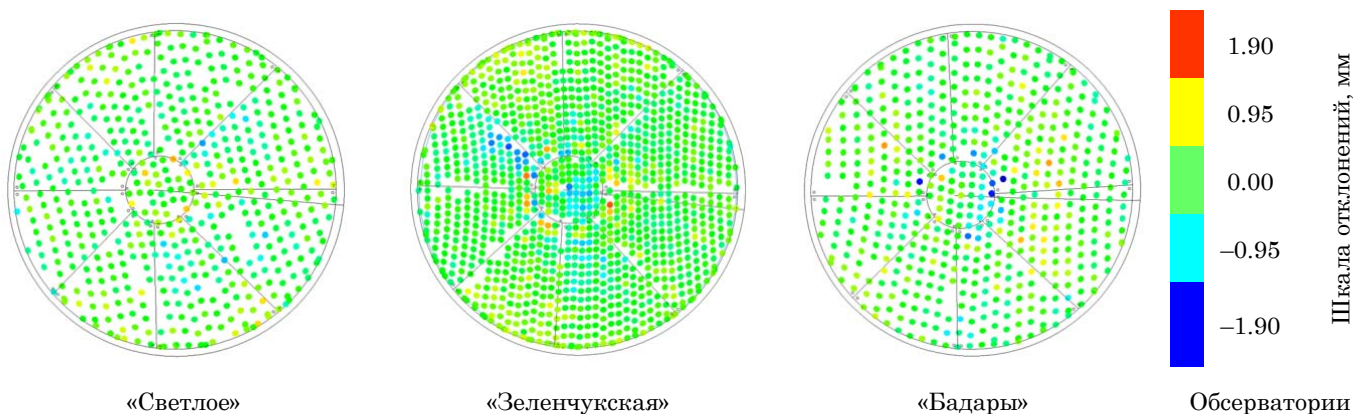 1.90
0.95
0.00
–0.95
–1.90
Шкала отклонений, мм
«Светлое»
«Зеленчукская»
«Бадары»
Обсерватории